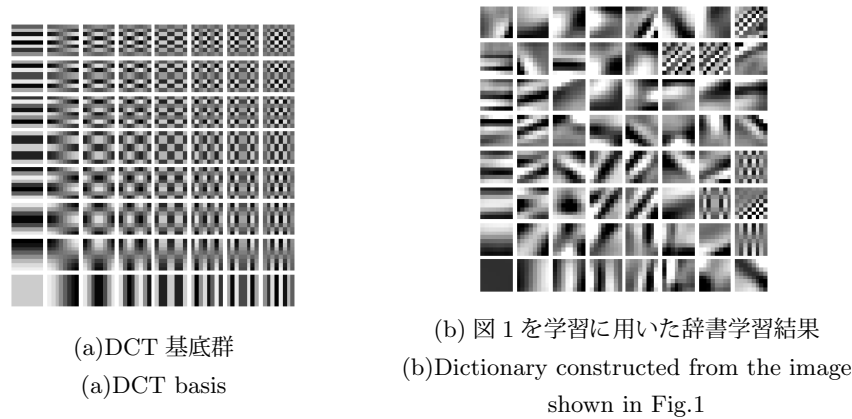 (a)DCT 基底群
(a)DCT basis
(b) 図 1 を学習に用いた辞書学習結果
(b)Dictionary constructed from the image
shown in Fig.1